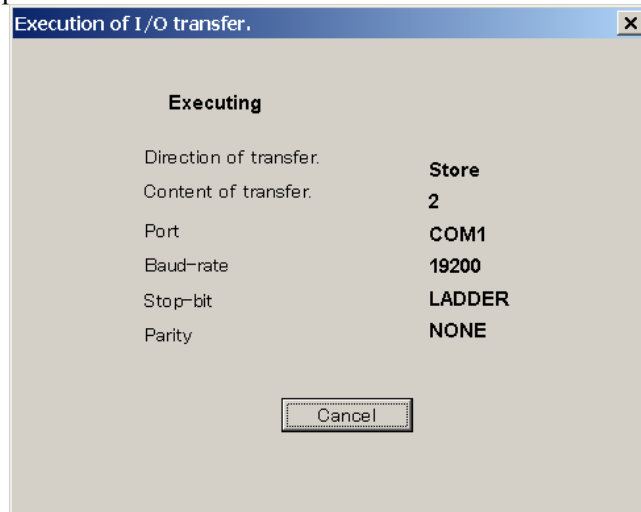 Execution of I/O transfer.
Executing
Direction of transfer. Store
Content of transfer. 2
Port COM1
Baud-rate 19200
Stop-bit LADDER
Parity NONE
Cancel